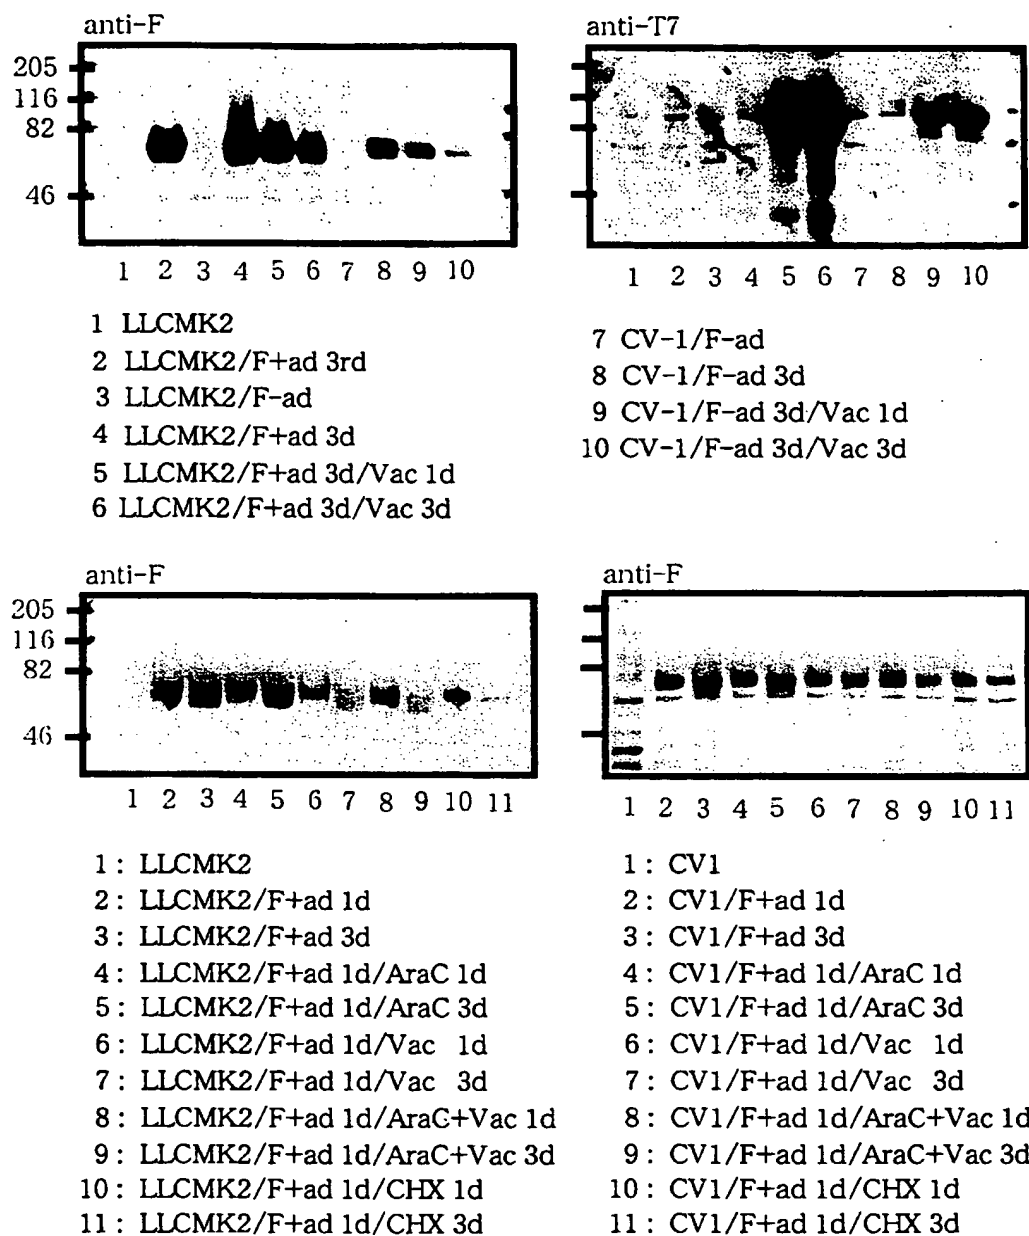 anti-F
205
116
82
46
1 2 3 4 5 6 7 8 9 10
anti-T7
1 2 3 4 5 6 7 8 9 10
1 LLCMK2
2 LLCMK2/F+ad 3rd
3 LLCMK2/F-ad
4 LLCMK2/F+ad 3d
5 LLCMK2/F+ad 3d/Vac 1d
6 LLCMK2/F+ad 3d/Vac 3d
7 CV-1/F-ad
8 CV-1/F-ad 3d
9 CV-1/F-ad 3d/Vac 1d
10 CV-1/F-ad 3d/Vac 3d
anti-F
205
116
82
46
1 2 3 4 5 6 7 8 9 10 11
anti-F
1 2 3 4 5 6 7 8 9 10 11
1 : LLCMK2
2 : LLCMK2/F+ad 1d
3 : LLCMK2/F+ad 3d
4 : LLCMK2/F+ad 1d/AraC 1d
5 : LLCMK2/F+ad 1d/AraC 3d
6 : LLCMK2/F+ad 1d/Vac 1d
7 : LLCMK2/F+ad 1d/Vac 3d
8 : LLCMK2/F+ad 1d/AraC+Vac 1d
9 : LLCMK2/F+ad 1d/AraC+Vac 3d
10 : LLCMK2/F+ad 1d/CHX 1d
11 : LLCMK2/F+ad 1d/CHX 3d
1 : CV1
2 : CV1/F+ad 1d
3 : CV1/F+ad 3d
4 : CV1/F+ad 1d/AraC 1d
5 : CV1/F+ad 1d/AraC 3d
6 : CV1/F+ad 1d/Vac 1d
7 : CV1/F+ad 1d/Vac 3d
8 : CV1/F+ad 1d/AraC+Vac 1d
9 : CV1/F+ad 1d/AraC+Vac 3d
10 : CV1/F+ad 1d/CHX 1d
11 : CV1/F+ad 1d/CHX 3d